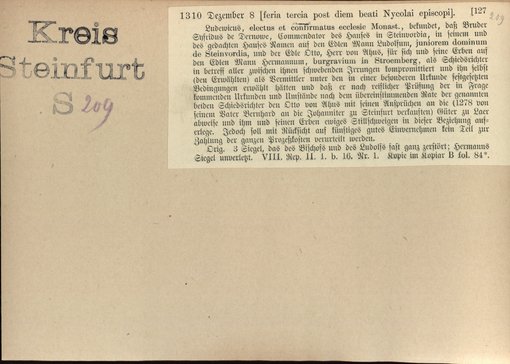 Kreis
Steinfurt
S 209
1310 Dezember 8 [feria tercia post diem beati Nycolai episcopi]. [127
209
Ludewicus, electus et confirmatus ecclesie Monast., bekundet, daß Bruder
Syfridus de Dernowe, Commendator des Hauses in Steinvordia, in seinem und
des gedachten Hauses Namen auf den Edlen Mann Ludolfum, juniorem dominum
de Steinvordia, und der Edle Otto, Herr von Ahus, für sich und seine Erben auf
den Edlen Mann Hermannum, burgravium in Stroemberg, als Schiedsrichter
in betreff aller zwischen ihnen schwebenden Irrungen kompromittiert und ihn selbst
(den Erwählten) als Vermittler unter den in einer besonderen Urkunde festgesetzten
Bedingungen erwählt hätten und daß er nach reiflicher Prüfung der in Frage
kommenden Urkunden und Umstände nach dem übereinstimmenden Rate der genannten
beiden Schiedsrichter den Otto von Ahus mit seinen Ansprüchen an die (1278 von
seinem Vater Bernhard an die Johanniter zu Steinfurt verkauften) Güter zu Laer
abweise und ihm und seinen Erben ewiges Stillschweigen in dieser Beziehung auf-
erlege. Jedoch soll mit Rücksicht auf künftiges gutes Einvernehmen kein Teil zur
Zahlung der ganzen Prozeßkosten verurteilt werden.
Orig. 3 Siegel, das des Bischofs und des Ludolfs fast ganz zerstört; Hermanns
Siegel unverletzt. VIII. Rep. II. 1. b. 16. Nr. 1. Kopie im Kopiar B fol. 84ᵛ.